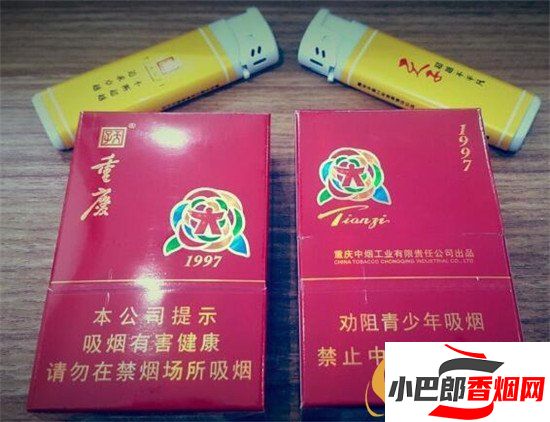 重庆
1997
本公司提示
吸烟有害健康
请勿在禁烟场所吸烟
1997
Tianzi
重庆中烟工业有限责任公司出品
CHINA TOBACCO CHONGQING INDUSTRIAL CO., LTD
劝阻青少年吸烟
禁止中
小巴郎香烟网